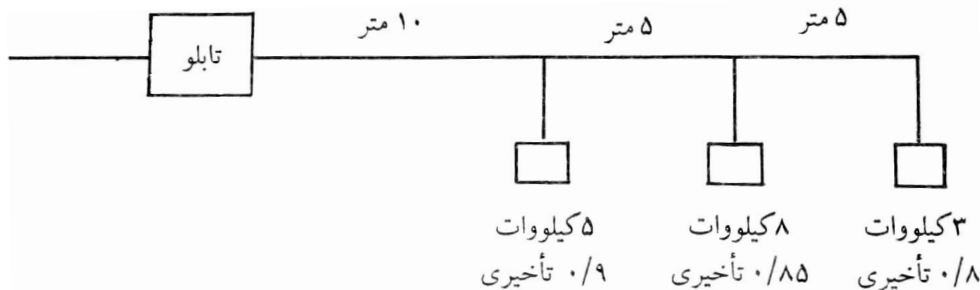 ۵ متر
۵ متر
۱۰ متر
تابلو
۳کیلووات
۸کیلووات
۵کیلووات
۰/۸ تأخیری
۰/۸۵ تأخیری
۰/۹ تأخیری